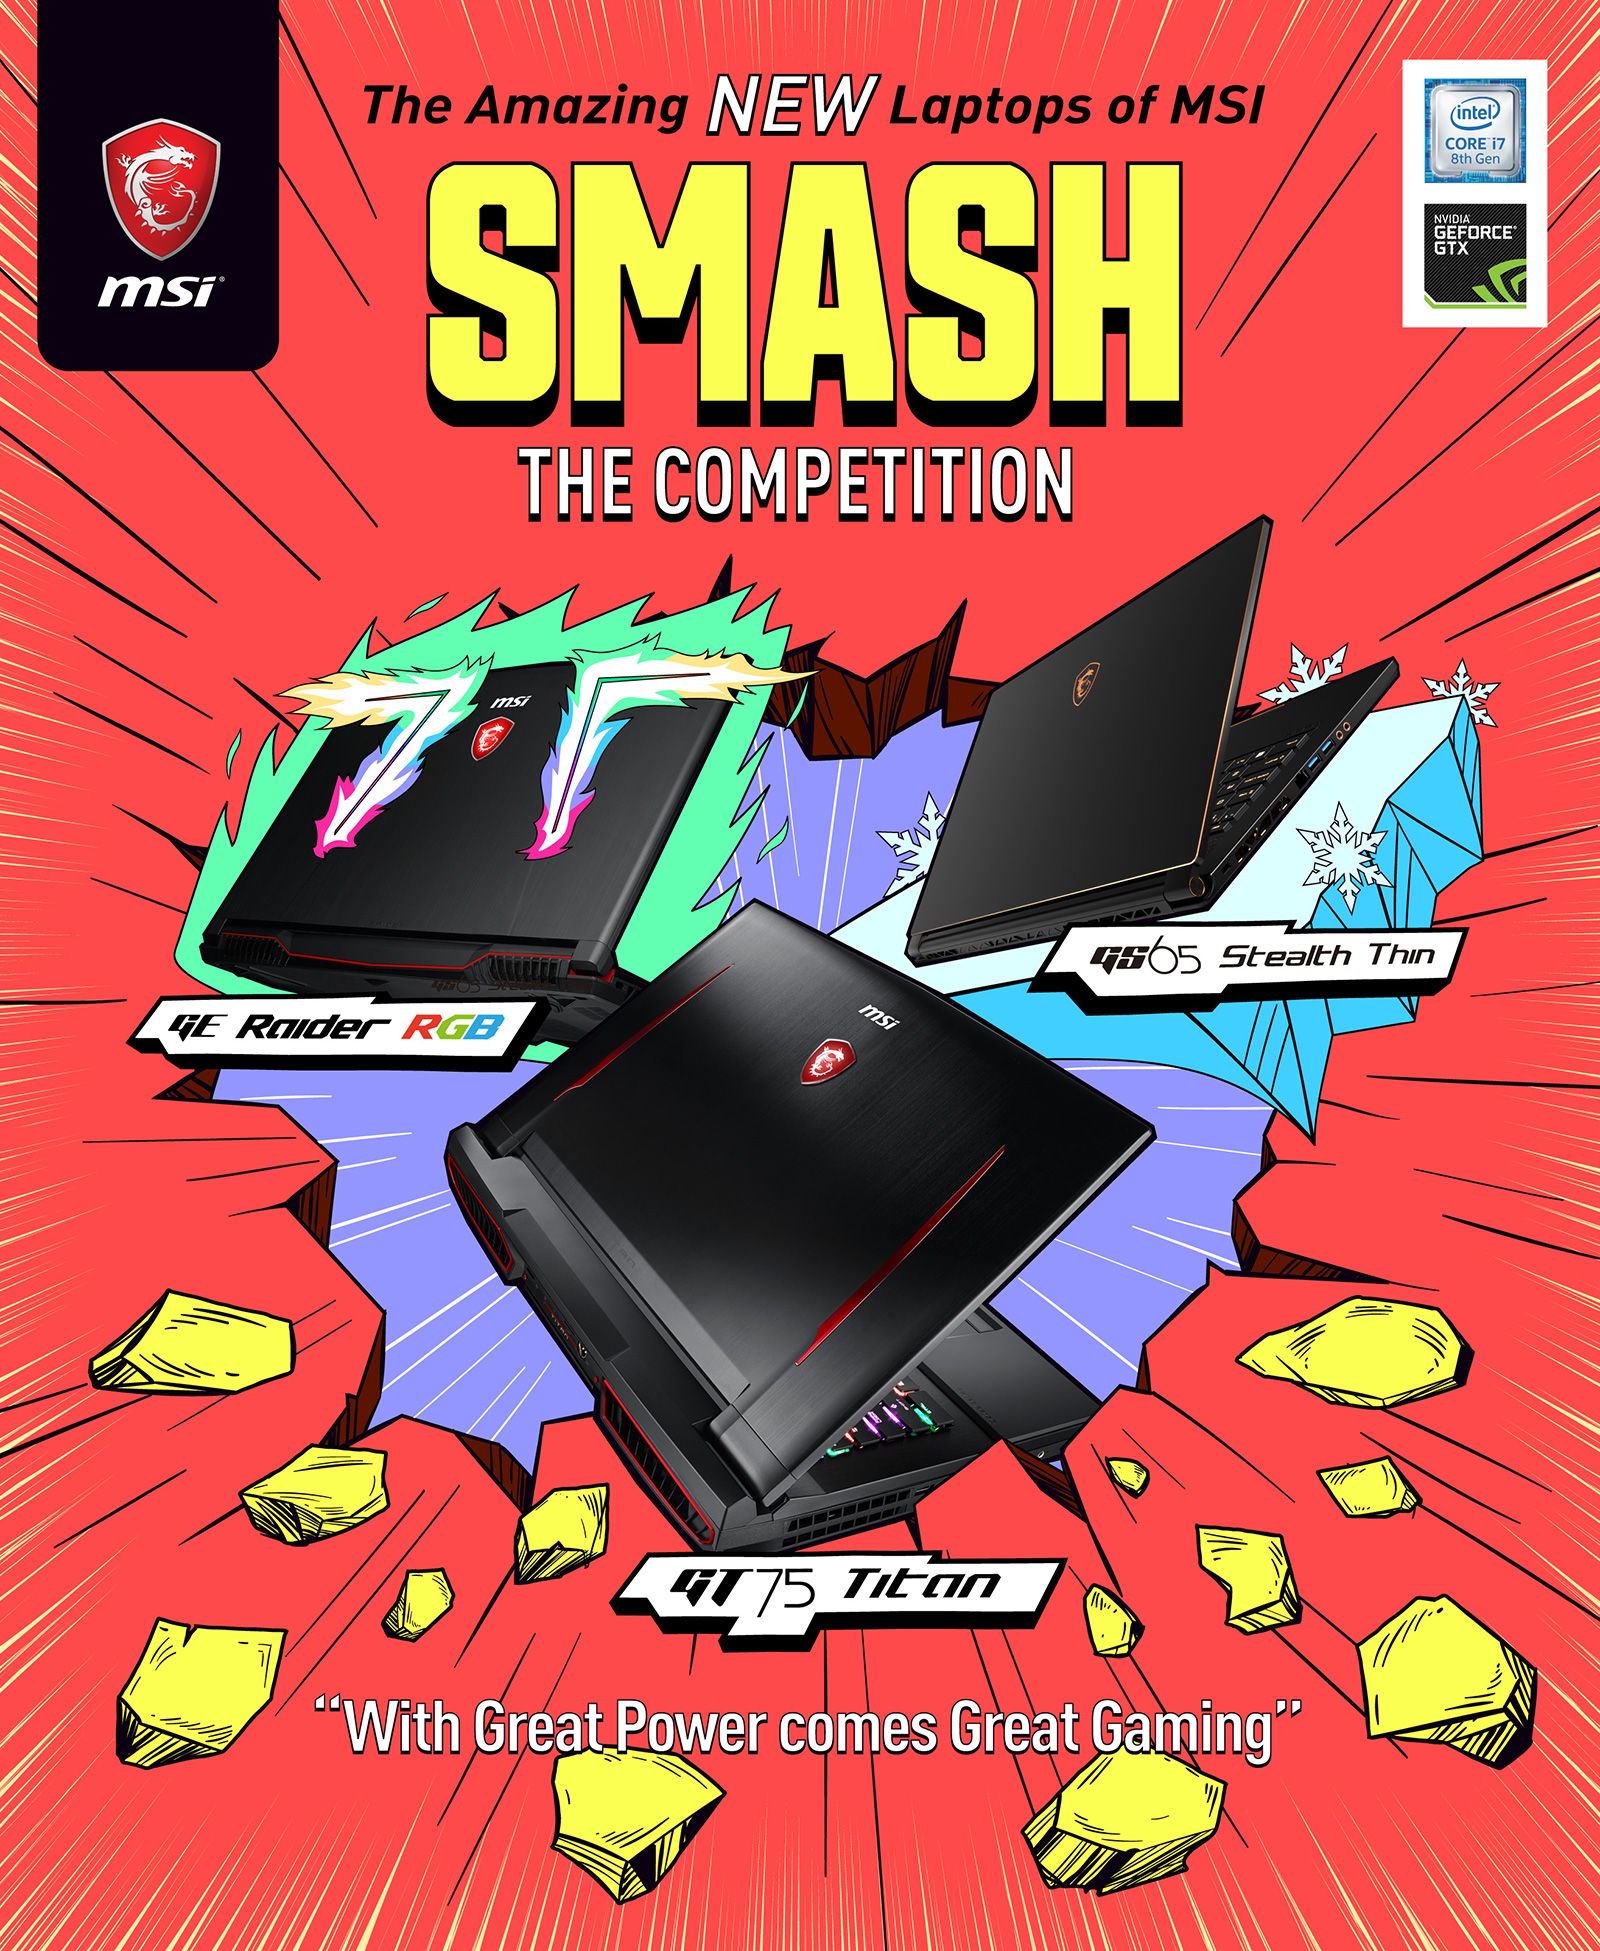 msi
The Amazing NEW Laptops of MSI
SMASH
THE COMPETITION
intel
CORE i7
8th Gen
NVIDIA
GEFORCE
GTX
msi
GS65 Stealth Thin
GE Raider RGB
msi
GT75 Titan
“With Great Power comes Great Gaming”